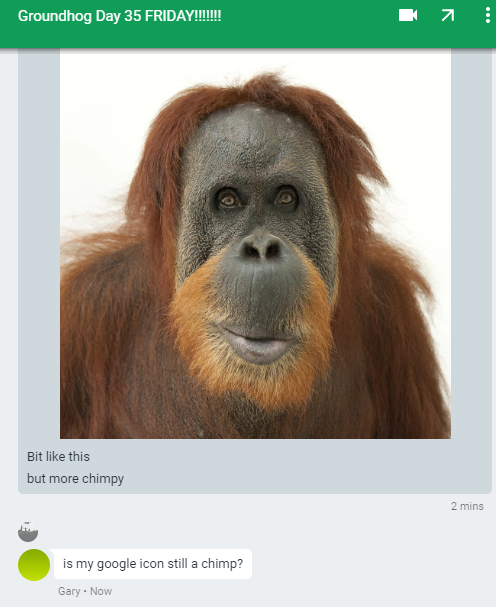 Groundhog Day 35 FRIDAY!!!!!!!
Bit like this
but more chimpy
2 mins
is my google icon still a chimp?
Gary • Now